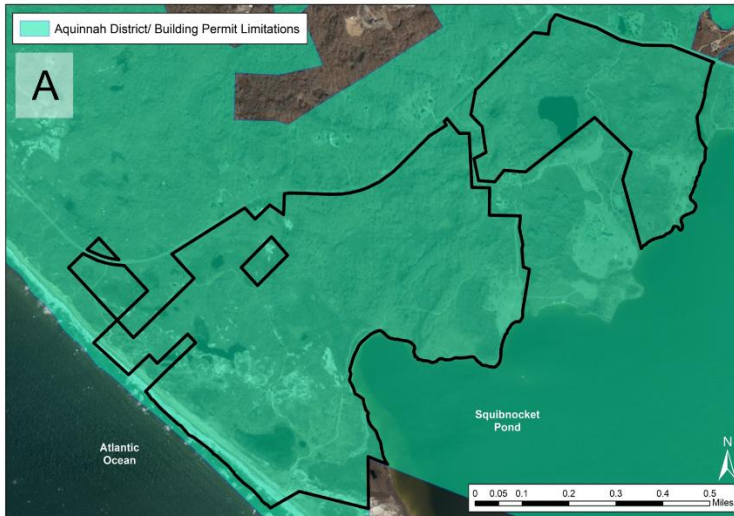 Aquinnah District/ Building Permit Limitations
A
Squibnocket
Pond
Atlantic
Ocean
N
0 0.05 0.1 0.2 0.3 0.4 0.5
Miles